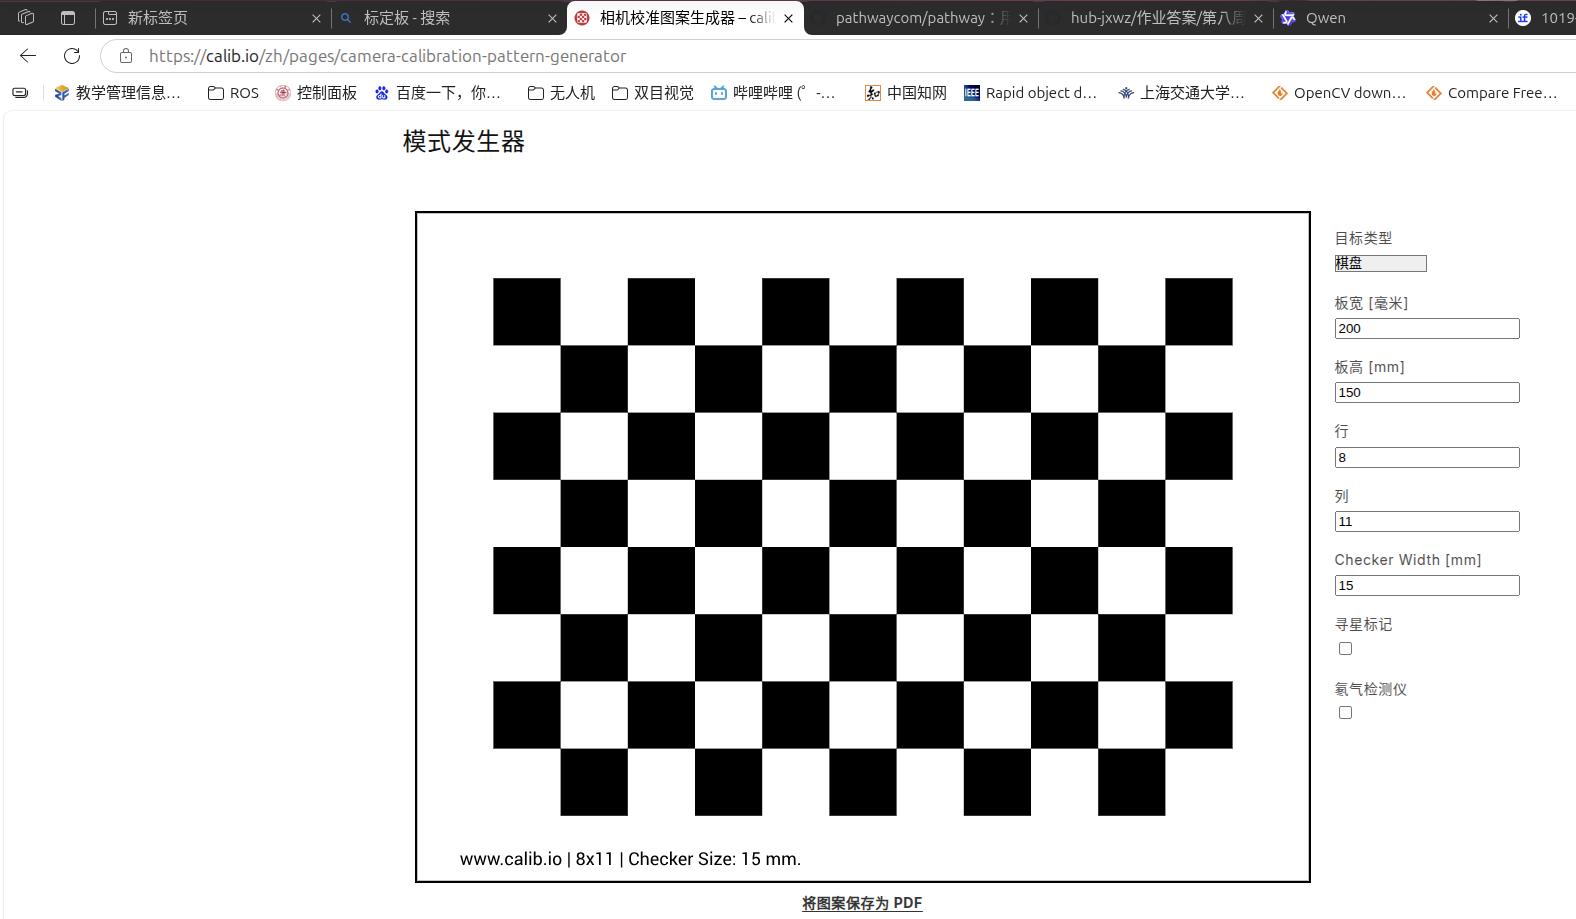 新标签页
标定板 - 搜索
相机校准图案生成器 – cali
pathwaycom/pathway：用
hub-jxwz/作业答案/第八周
Qwen
1019
https://calib.io/zh/pages/camera-calibration-pattern-generator
教学管理信息…
ROS
控制面板
百度一下，你…
无人机
双目视觉
哔哩哔哩 (゜-…
中国知网
Rapid object d…
上海交通大学…
OpenCV down…
Compare Free…
模式发生器
目标类型
棋盘
板宽 [毫米]
200
板高 [mm]
150
行
8
列
11
Checker Width [mm]
15
寻星标记
氡气检测仪
www.calib.io | 8x11 | Checker Size: 15 mm.
将图案保存为 PDF